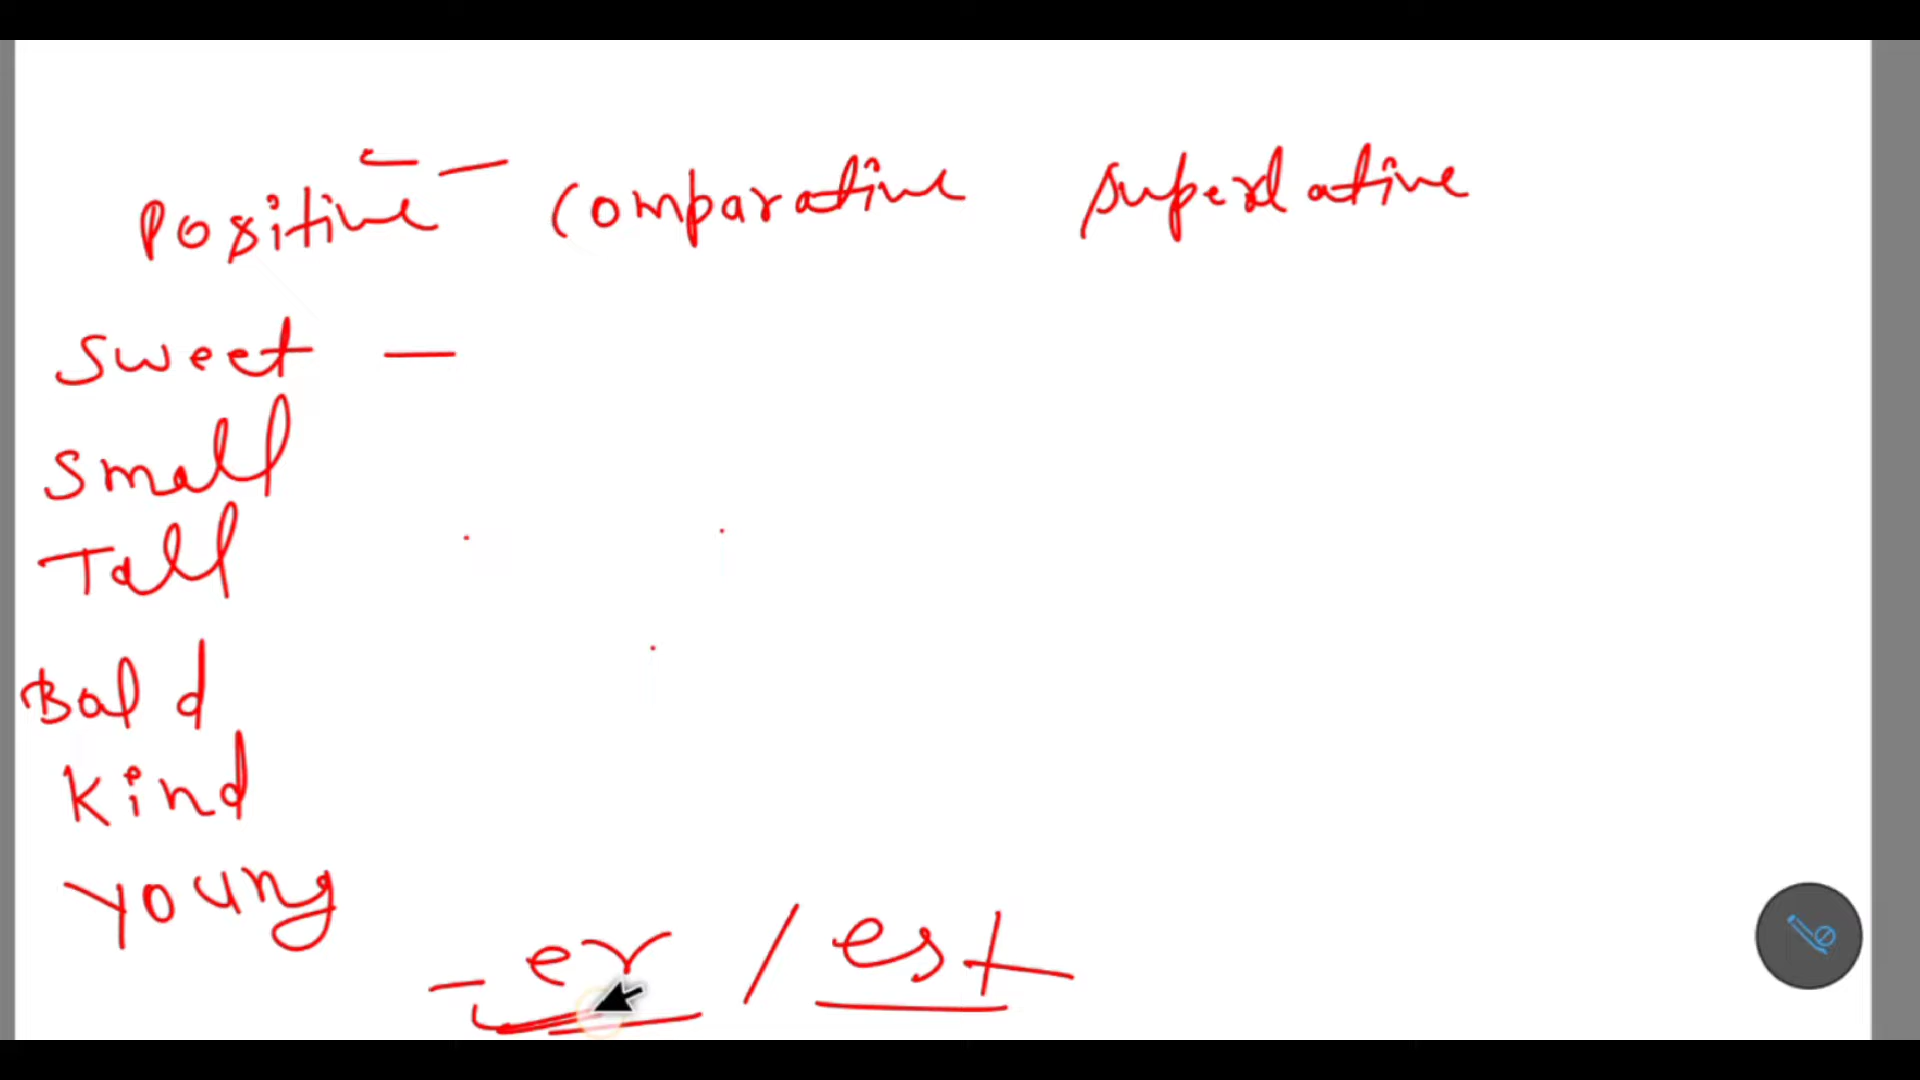 Positive - Comparative Superlative
Sweet —
Small
Tall
Bald
Kind
Young
- er / est